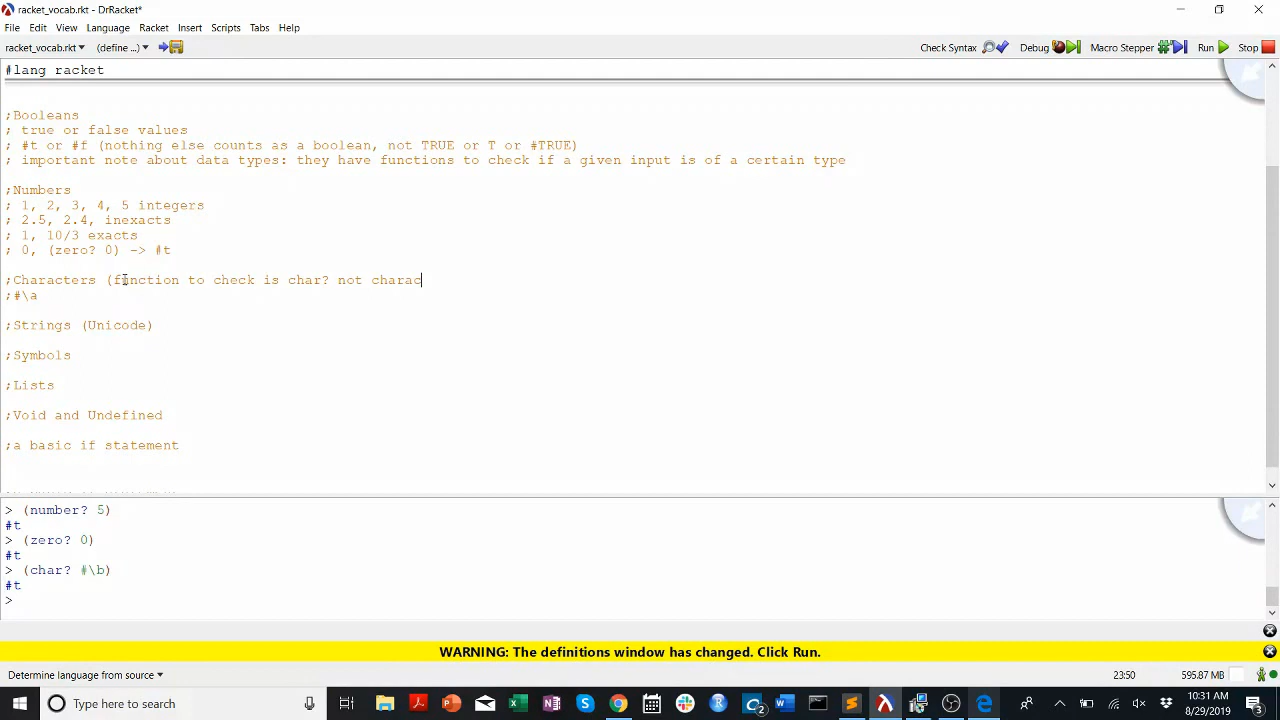 racket_vocab.rkt - DrRacket
File Edit View Language Racket Insert Scripts Tabs Help
racket_vocab.rkt (define ...) Check Syntax Debug Macro Stepper Run Stop
#lang racket
;Booleans
; true or false values
; #t or #f (nothing else counts as a boolean, not TRUE or T or #TRUE)
; important note about data types: they have functions to check if a given input is of a certain type
;Numbers
; 1, 2, 3, 4, 5 integers
; 2.5, 2.4, inexacts
; 1, 10/3 exacts
; 0, (zero? 0) -> #t
;Characters (function to check is char? not charac
;#\a
;Strings (Unicode)
;Symbols
;Lists
;Void and Undefined
;a basic if statement
> (number? 5)
#t
> (zero? 0)
#t
> (char? #\b)
#t
>
WARNING: The definitions window has changed. Click Run.
Determine language from source 23:50 595.87 MB
Type here to search
10:31 AM
8/29/2019